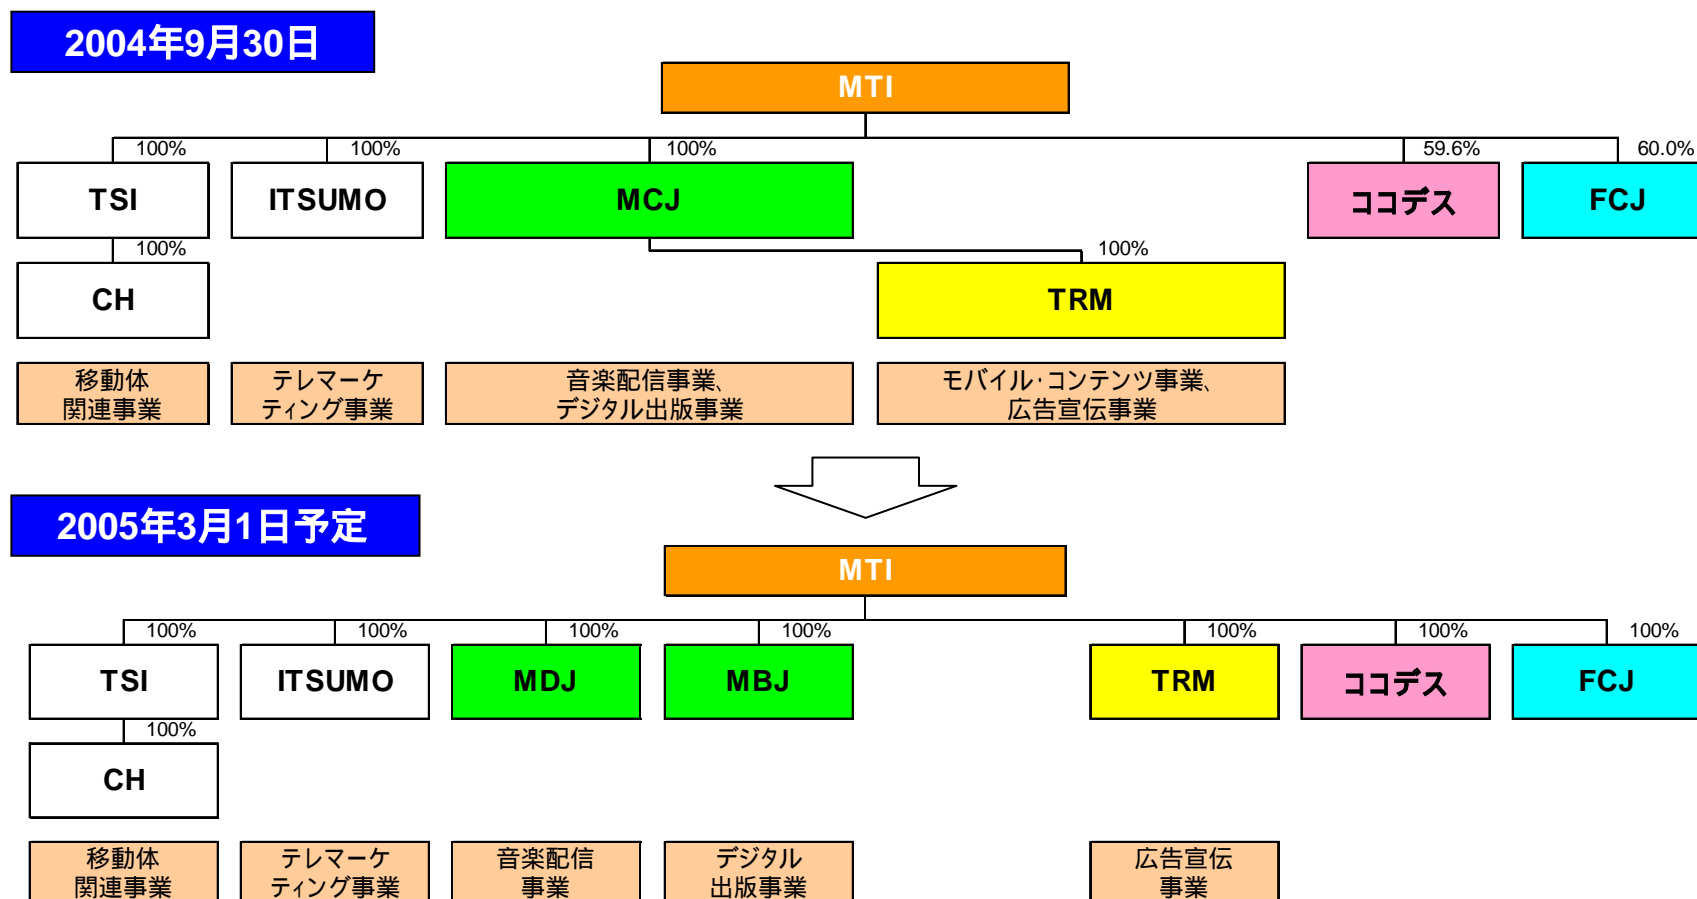 2004年9月30日
MTI
100%
100%
100%
59.6%
60.0%
TSI
ITSUMO
MCJ
ココデス
FCJ
100%
100%
CH
TRM
移動体
関連事業
テレマーケ
ティング事業
音楽配信事業、
デジタル出版事業
モバイル・コンテンツ事業、
広告宣伝事業
2005年3月1日予定
MTI
100%
100%
100%
100%
100%
100%
100%
TSI
ITSUMO
MDJ
MBJ
TRM
ココデス
FCJ
100%
CH
移動体
関連事業
テレマーケ
ティング事業
音楽配信
事業
デジタル
出版事業
広告宣伝
事業